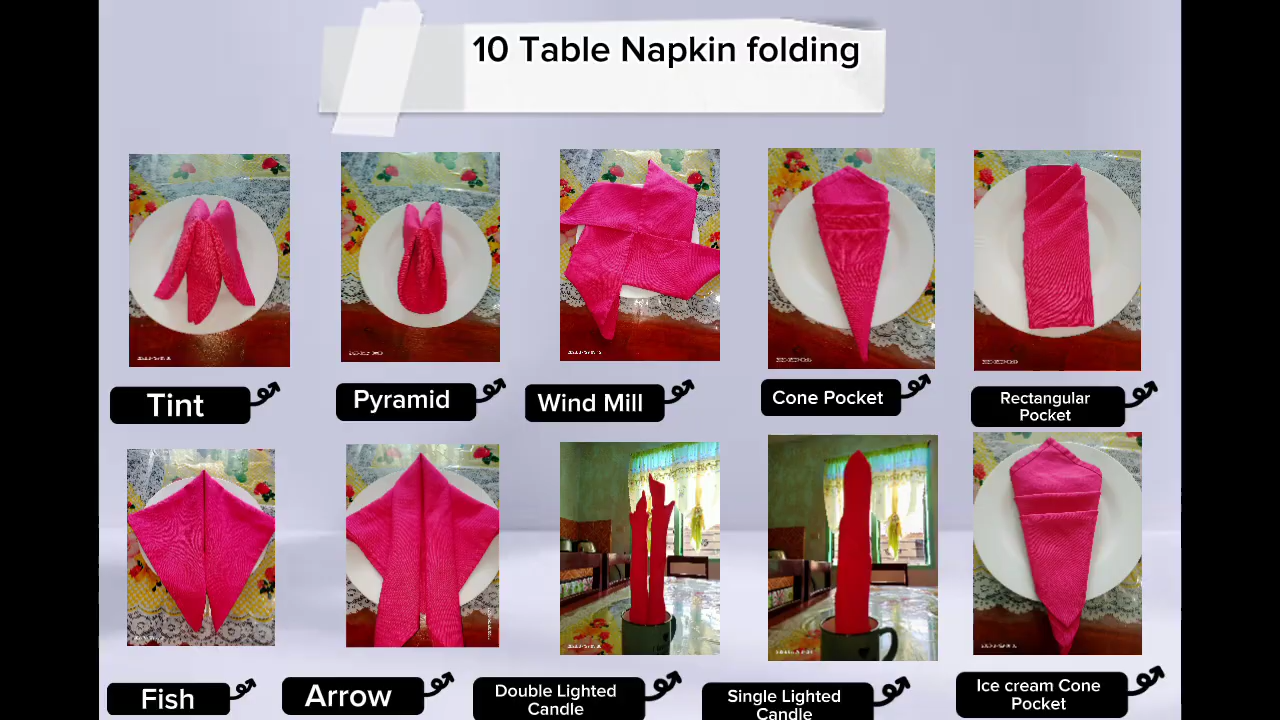 10 Table Napkin folding
Tint
Pyramid
Wind Mill
Cone Pocket
Rectangular
Pocket
Fish
Arrow
Double Lighted
Candle
Single Lighted
Candle
Ice cream Cone
Pocket